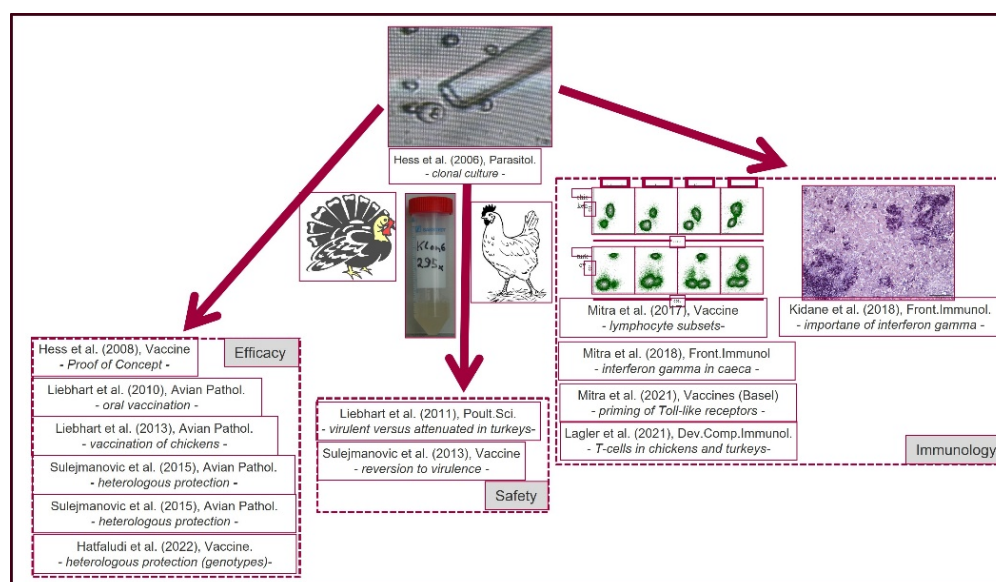 Hess et al. (2006), Parasitol.
- clonal culture -
Klon6
295x
Hess et al. (2008), Vaccine
- Proof of Concept -
Efficacy
Liebhart et al. (2010), Avian Pathol.
- oral vaccination -
Liebhart et al. (2013), Avian Pathol.
- vaccination of chickens -
Sulejmanovic et al. (2015), Avian Pathol.
- heterologous protection -
Sulejmanovic et al. (2015), Avian Pathol.
- heterologous protection -
Hatfaludi et al. (2022), Vaccine.
- heterologous protection (genotypes)-
Liebhart et al. (2011), Poult.Sci.
- virulent versus attenuated in turkeys-
Sulejmanovic et al. (2013), Vaccine
- reversion to virulence -
Safety
Mitra et al. (2017), Vaccine
- lymphocyte subsets-
Kidane et al. (2018), Front.Immunol.
- importane of interferon gamma -
Mitra et al. (2018), Front.Immunol
- interferon gamma in caeca -
Mitra et al. (2021), Vaccines (Basel)
- priming of Toll-like receptors -
Lagler et al. (2021), Dev.Comp.Immunol.
- T-cells in chickens and turkeys-
Immunology